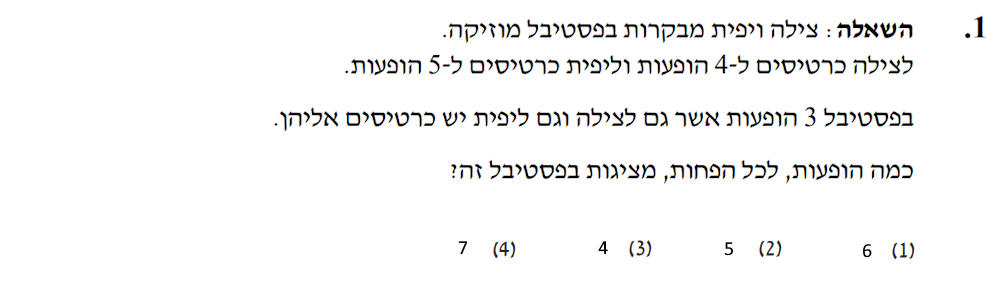 1. השאלה: צילה ויפית מבקרות בפסטיבל מוזיקה.
לצילה כרטיסים ל-4 הופעות וליפית כרטיסים ל-5 הופעות.
בפסטיבל 3 הופעות אשר גם לצילה וגם ליפית יש כרטיסים אליהן.
כמה הופעות, לכל הפחות, מציגות בפסטיבל זה?
(1) 6 (2) 5 (3) 4 (4) 7